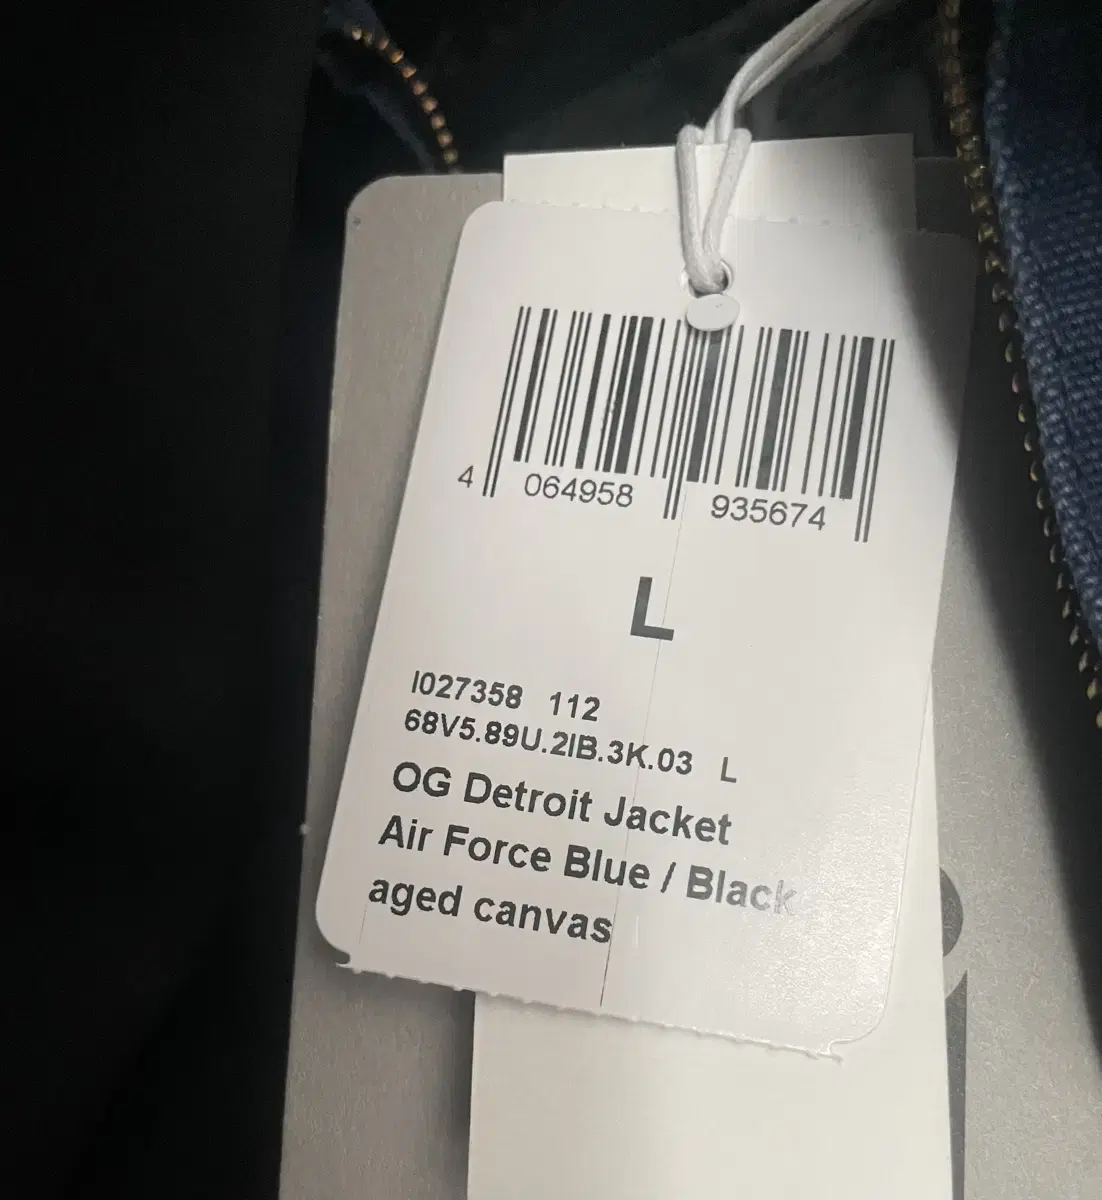 4 064958 935674
L
I027358 112
68V5.89U.2IB.3K.03 L
OG Detroit Jacket
Air Force Blue / Black
aged canvas